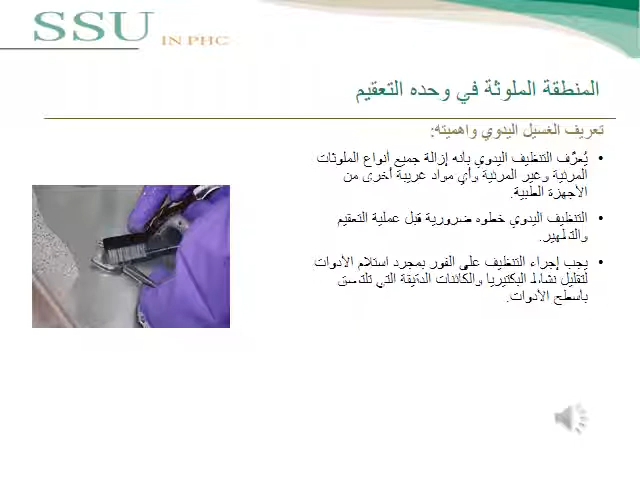 SSU IN PHC
المنطقة الملوثة في وحده التعقيم
تعريف الغسيل اليدوي واهميته:
• يُعرَّف التنظيف اليدوي بأنه إزالة جميع أنواع الملوثات
المرئية وغير المرئية وأي مواد غريبة أخرى من
الأجهزة الطبية.
• التنظيف اليدوي خطوه ضرورية قبل عملية التعقيم
والتطهير.
• يجب إجراء التنظيف على الفور بمجرد استلام الأدوات
لتقليل نشاط البكتيريا والكائنات الدقيقة التي تلتصق
بأسطح الأدوات.